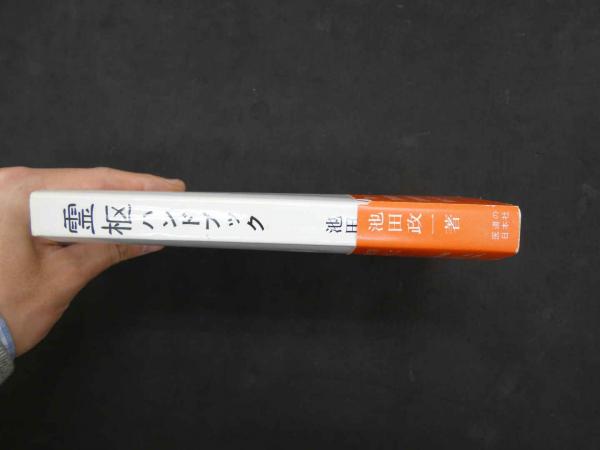 霊枢ハンドブック
池田
池田政一著
医道の
日本社